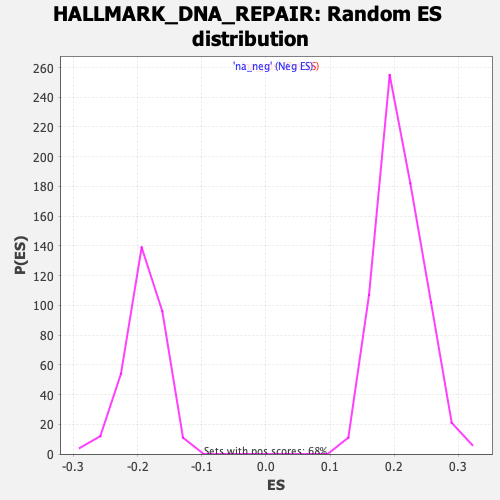 HALLMARK_DNA_REPAIR: Random ES
distribution
'na_neg' (Neg ES)
S)
260
240
220
200
180
160
140
120
100
80
60
40
20
0
P(ES)
Sets with pos scores: 68%
-0.3 -0.2 -0.1 0.0 0.1 0.2 0.3
ES